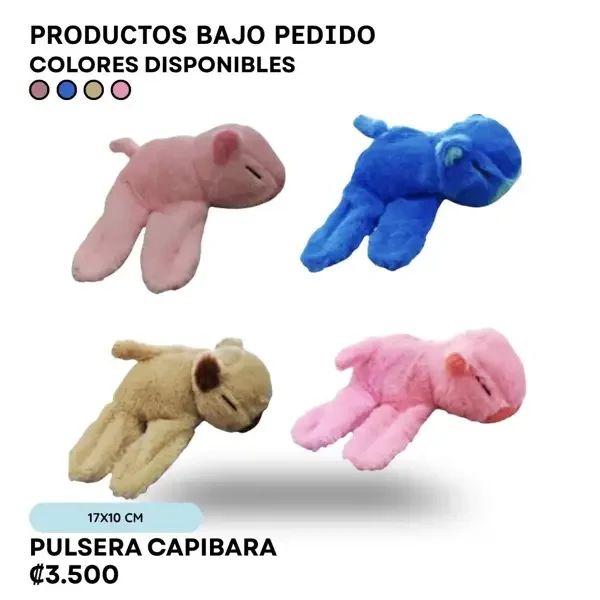 PRODUCTOS BAJO PEDIDO
COLORES DISPONIBLES
17X10 CM
PULSERA CAPIBARA
₡3.500